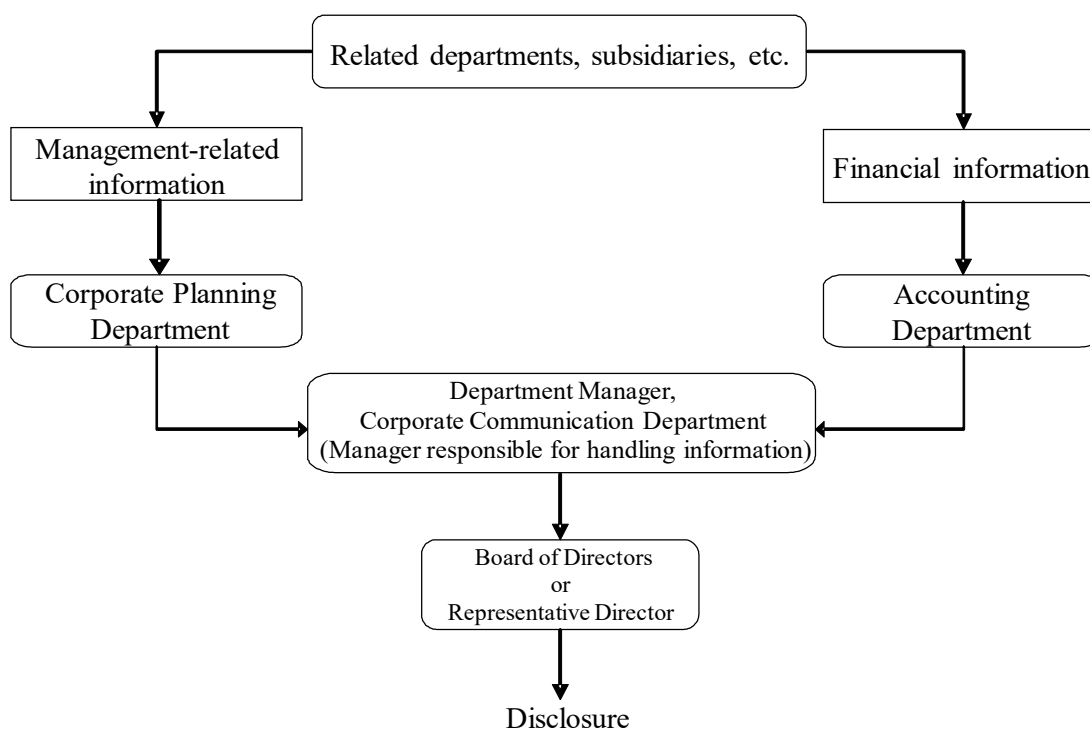 Related departments, subsidiaries, etc.
Management-related
information
Financial information
Corporate Planning
Department
Accounting
Department
Department Manager,
Corporate Communication Department
(Manager responsible for handling information)
Board of Directors
or
Representative Director
Disclosure